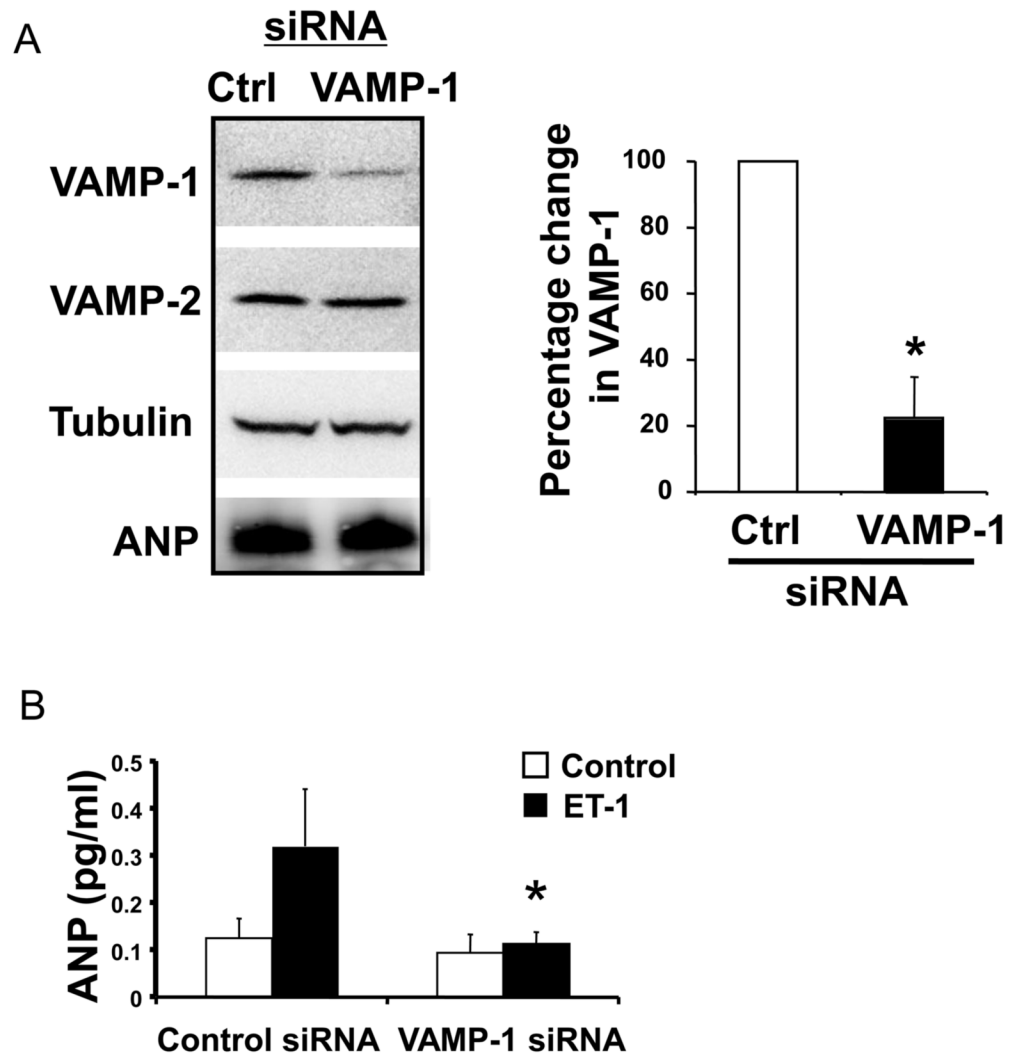 A
siRNA
Ctrl VAMP-1
VAMP-1
VAMP-2
Tubulin
ANP
Percentage change
in VAMP-1
100
80
60
40
20
0
*
Ctrl VAMP-1
siRNA
B
ANP (pg/ml)
0.5
0.4
0.3
0.2
0.1
0
Control
ET-1
*
Control siRNA VAMP-1 siRNA